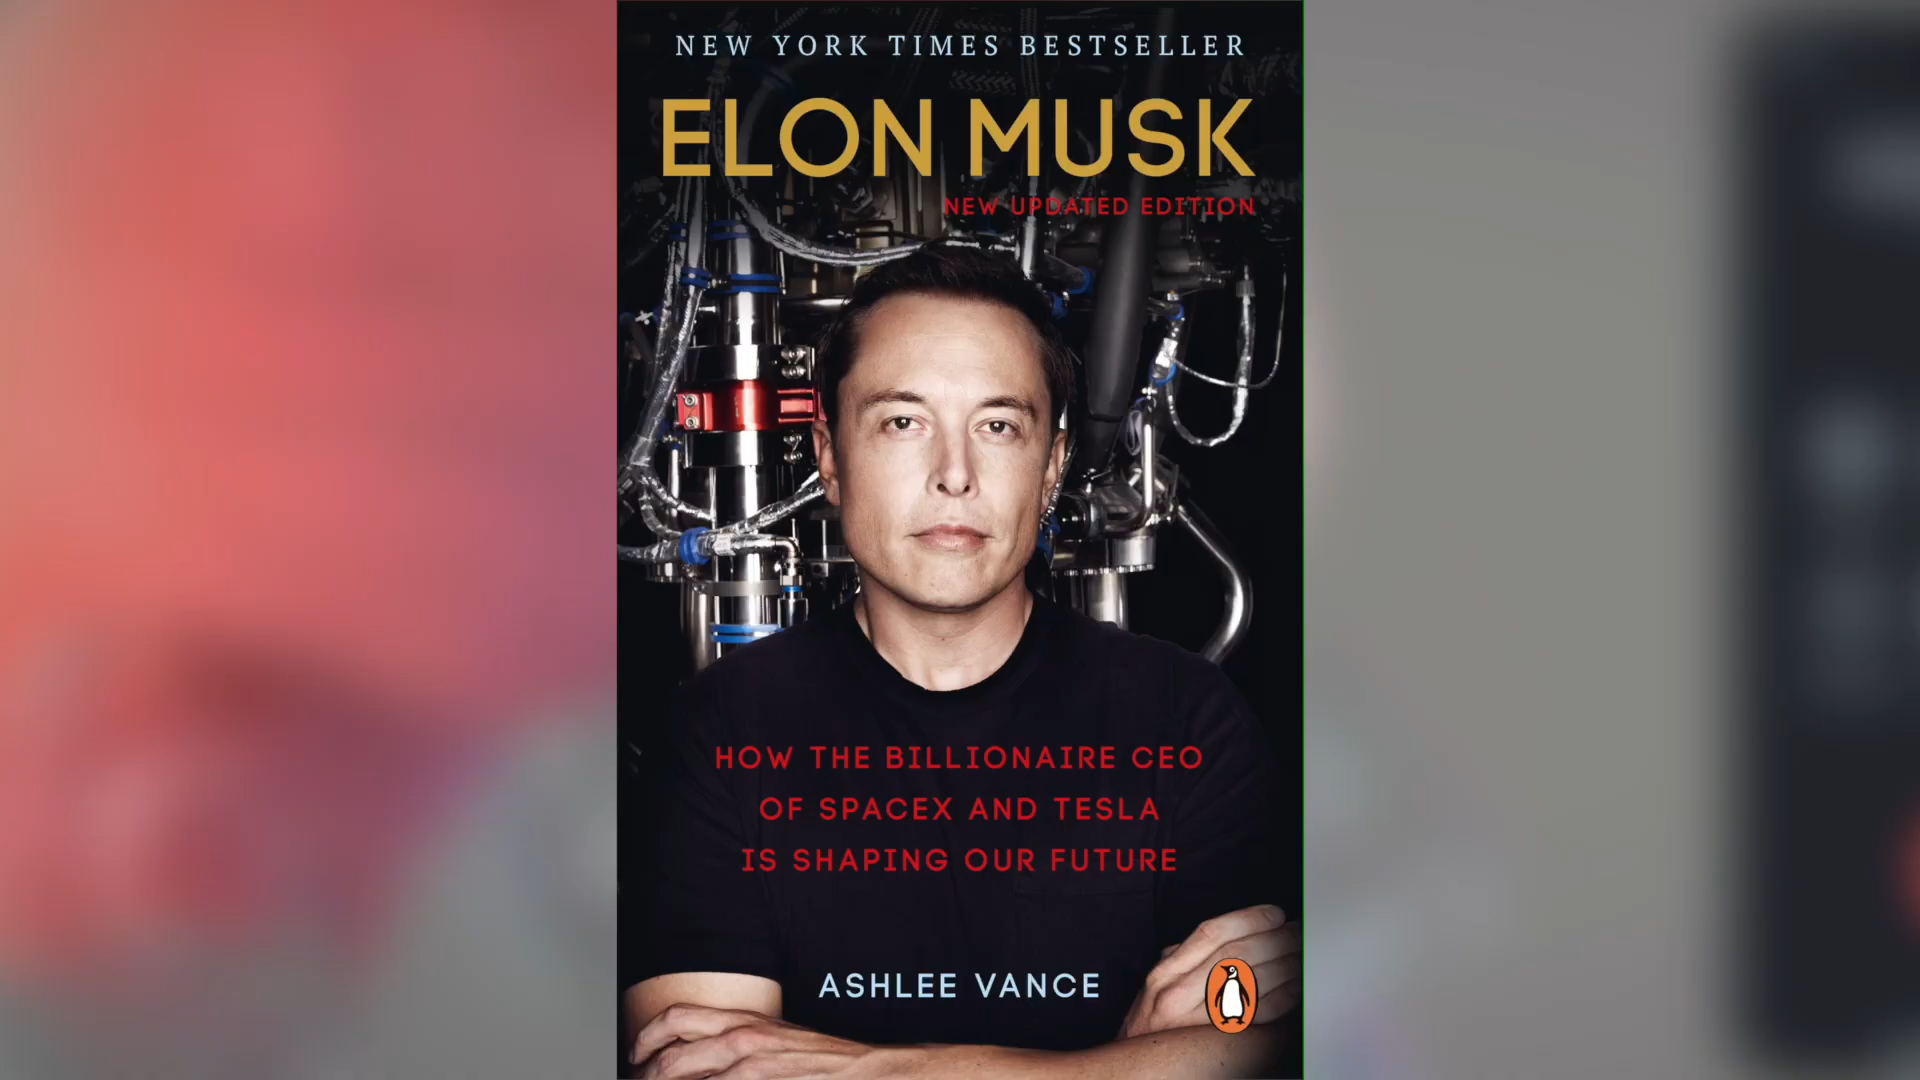 NEW YORK TIMES BESTSELLER
ELON MUSK
NEW UPDATED EDITION
HOW THE BILLIONAIRE CEO
OF SPACEX AND TESLA
IS SHAPING OUR FUTURE
ASHLEE VANCE